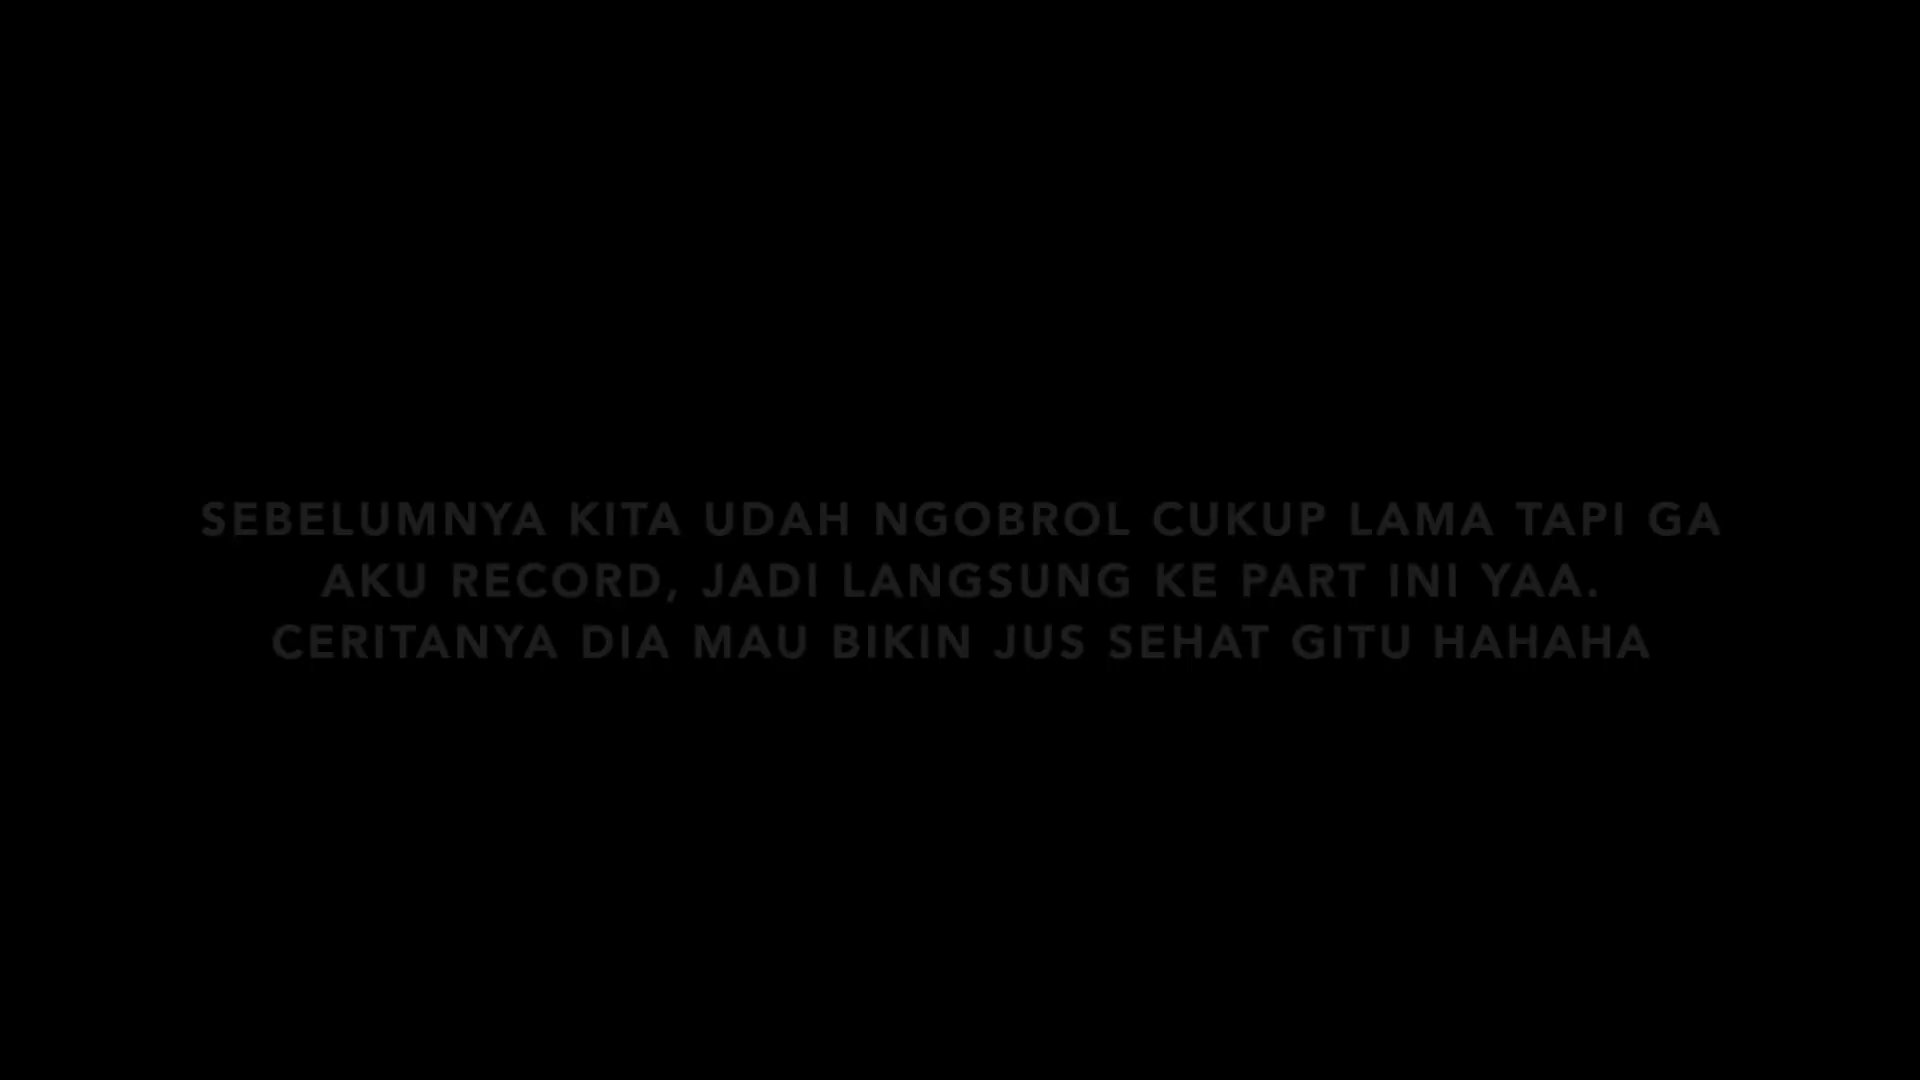 SEBELUMNYA KITA UDAH NGOBROL CUKUP LAMA TAPI GA
AKU RECORD, JADI LANGSUNG KE PART INI YAA.
CERITANYA DIA MAU BIKIN JUS SEHAT GITU HAHAHA